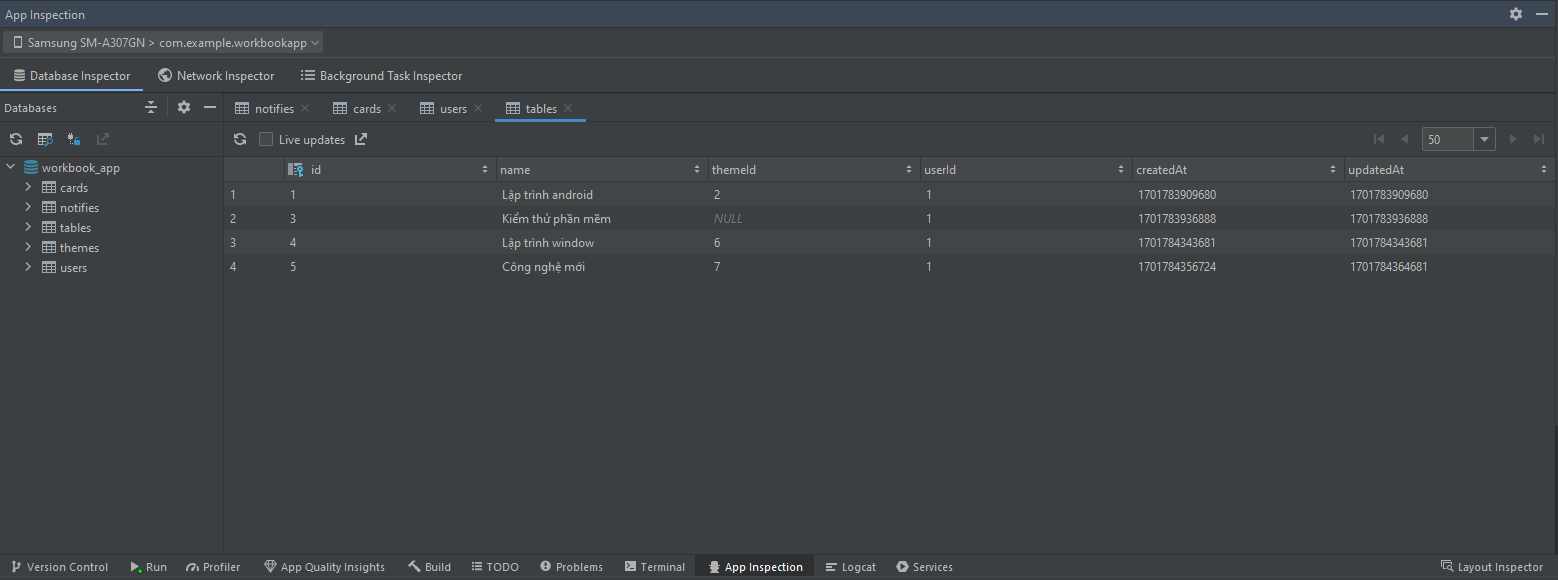 App Inspection
Samsung SM-A307GN > com.example.workbookapp
Database Inspector Network Inspector Background Task Inspector
Databases notifies cards users tables
Live updates 50
workbook_app
cards
notifies
tables
themes
users
id name themeId userId createdAt updatedAt
1 1 Lập trình android 2 1 1701783909680 1701783909680
2 3 Kiểm thử phần mềm NULL 1 1701783936888 1701783936888
3 4 Lập trình window 6 1 1701784343681 1701784343681
4 5 Công nghệ mới 7 1 1701784356724 1701784364681
Version Control Run Profiler App Quality Insights Build TODO Problems Terminal App Inspection Logcat Services Layout Inspector